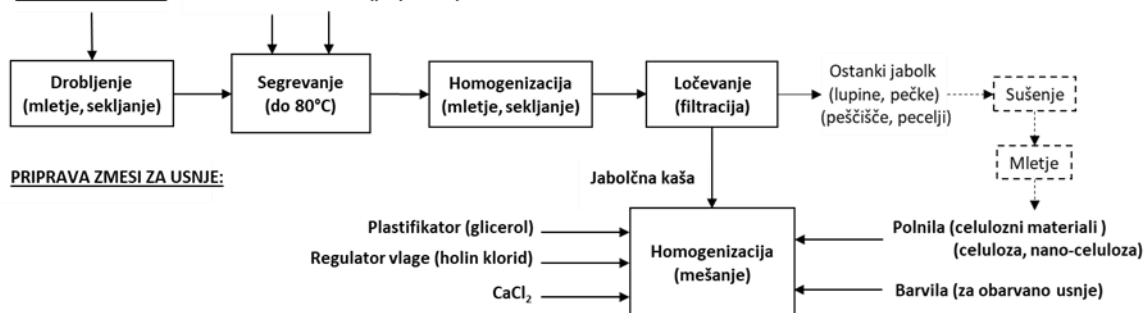 Drobljenje
(mletje, sekljanje)
Segrevanje
(do 80°C)
Homogenizacija
(mletje, sekljanje)
Ločevanje
(filtracija)
Ostanki jabolk
(lupine, pečke)
(peščišče, pecelji)
Sušenje
Mletje
PRIPRAVA ZMESI ZA USNJE:
Jabolčna kaša
Plastifikator (glicerol)
Regulator vlage (holin klorid)
CaCl₂
Homogenizacija
(mešanje)
Polnila (celulozni materiali )
(celuloza, nano-celuloza)
Barvila (za obarvano usnje)